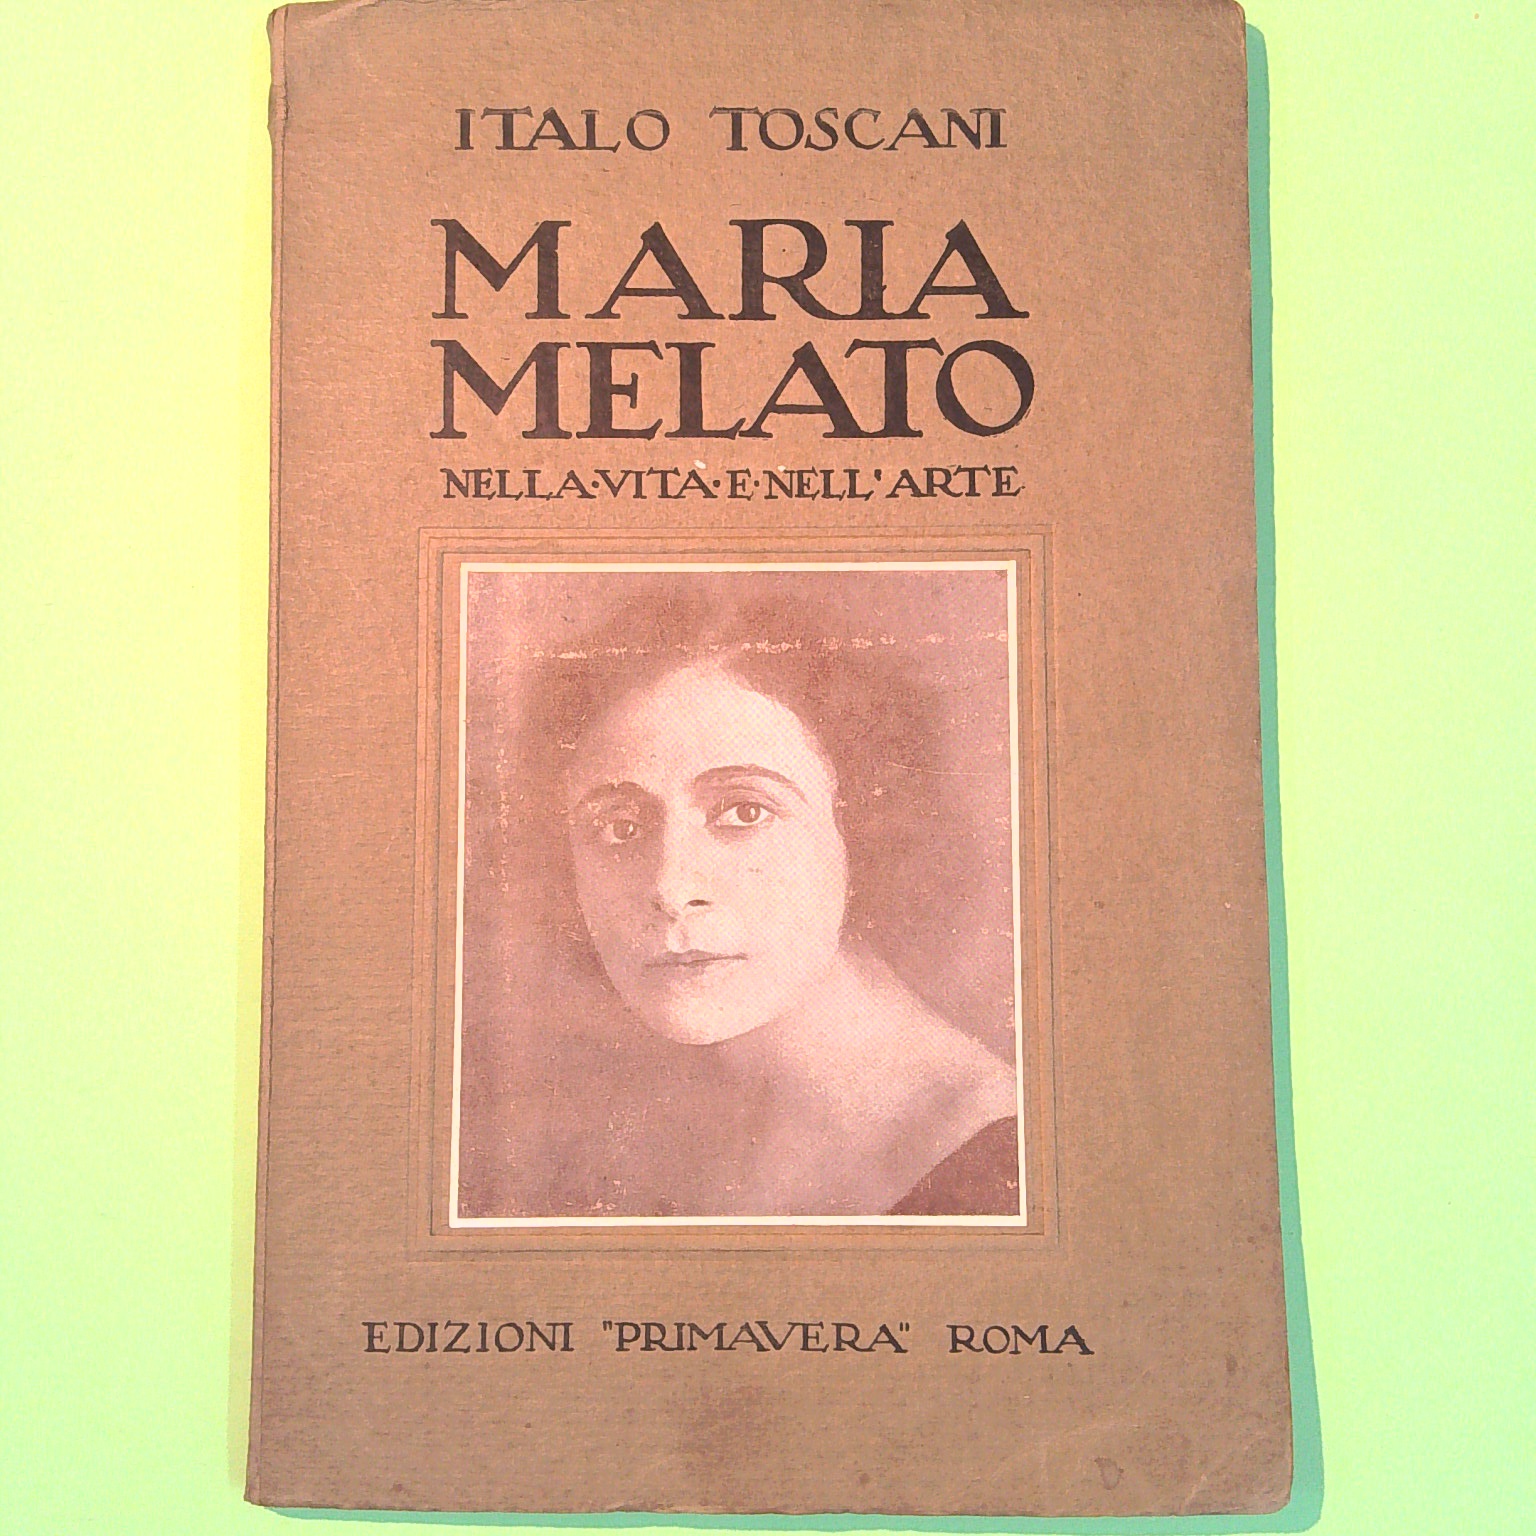 ITALO TOSCANI
MARIA
MELATO
NELLA·VITA·E·NELL'ARTE
EDIZIONI "PRIMAVERA" ROMA